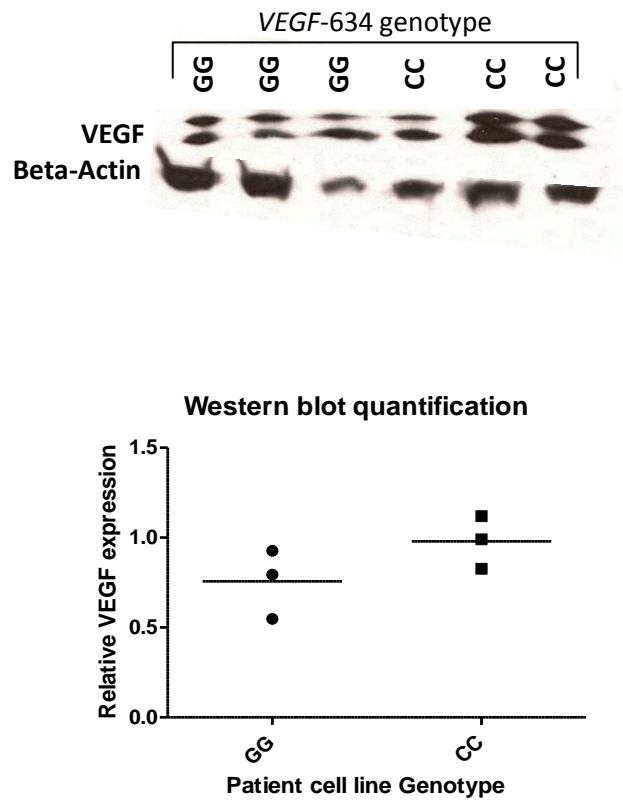 VEGF-634 genotype
GG GG GG CC CC CC
VEGF
Beta-Actin
Western blot quantification
Relative VEGF expression
1.5
1.0
0.5
0.0
GG CC
Patient cell line Genotype